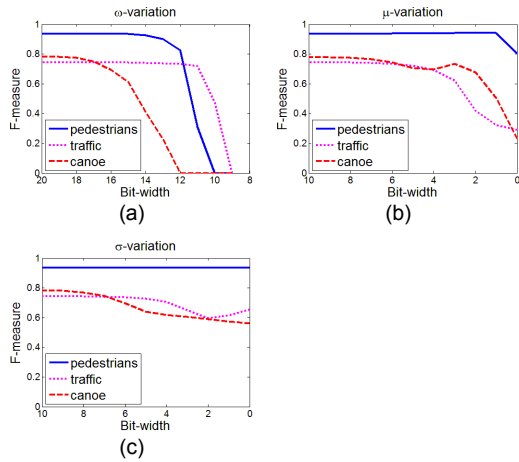 ω-variation
F-measure
1
0.8
0.6
0.4
0.2
0
pedestrians
traffic
canoe
20 18 16 14 12 10 8
Bit-width
(a)
μ-variation
F-measure
1
0.8
0.6
0.4
0.2
0
pedestrians
traffic
canoe
10 8 6 4 2 0
Bit-width
(b)
σ-variation
F-measure
1
0.8
0.6
0.4
0.2
0
pedestrians
traffic
canoe
10 8 6 4 2 0
Bit-width
(c)